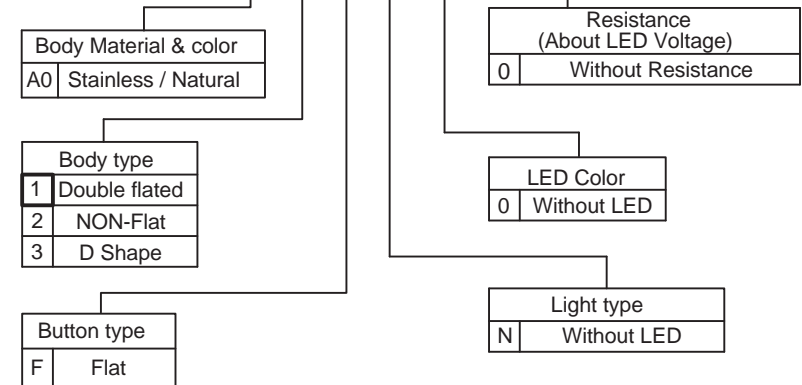 Body Material & color
A0 Stainless / Natural
Body type
1 Double flated
2 NON-Flat
3 D Shape
Button type
F Flat
Resistance
(About LED Voltage)
0 Without Resistance
LED Color
0 Without LED
Light type
N Without LED